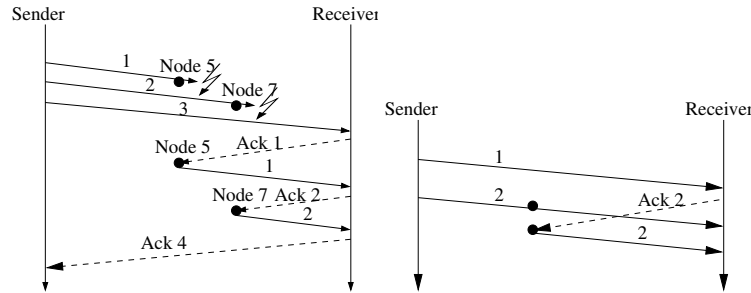 Sender
Receiver
1
Node 5
2
Node 7
3
Ack 1
Node 5
1
Node 7
Ack 2
2
Ack 4
Sender
Receiver
1
2
Ack 2
2